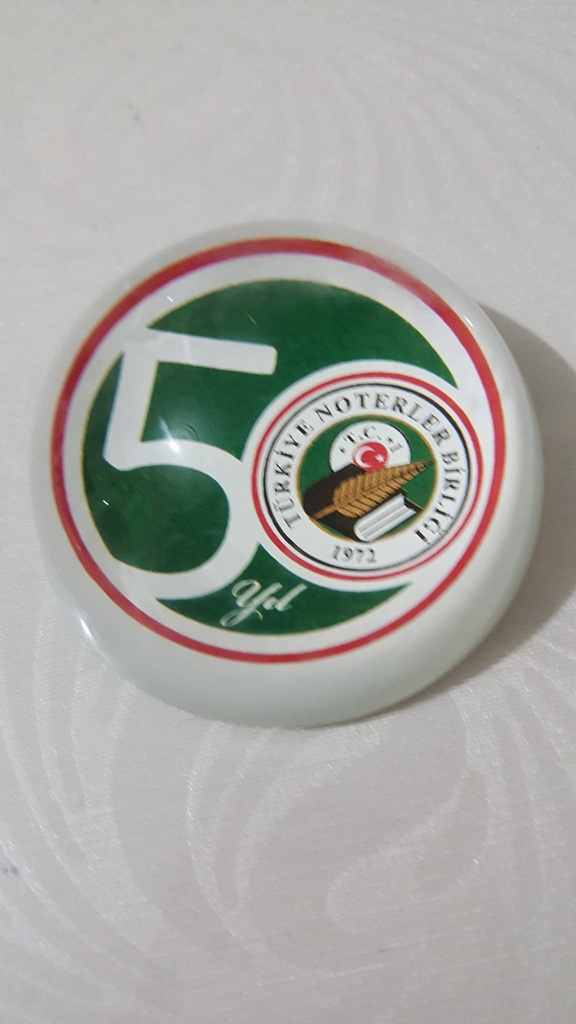 50
Yıl
TÜRKİYE NOTERLER BİRLİĞİ
T.C.
1972